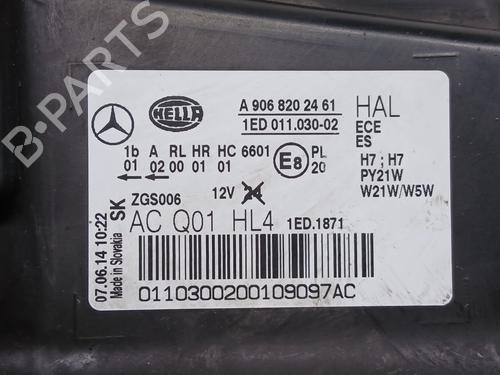 HELLA
A 906 820 24 61
1ED 011.030-02
HAL
ECE
ES
1b A RL HR HC 6601
01 02 00 01 01
E8
PL
20
H7 ; H7
PY21W
W21W/W5W
ZGS006
12V
24
AC Q01 HL4 1ED.1871
0110300200109097AC
07.06.14 10:22
Made in Slovakia
SK
B-PARTS